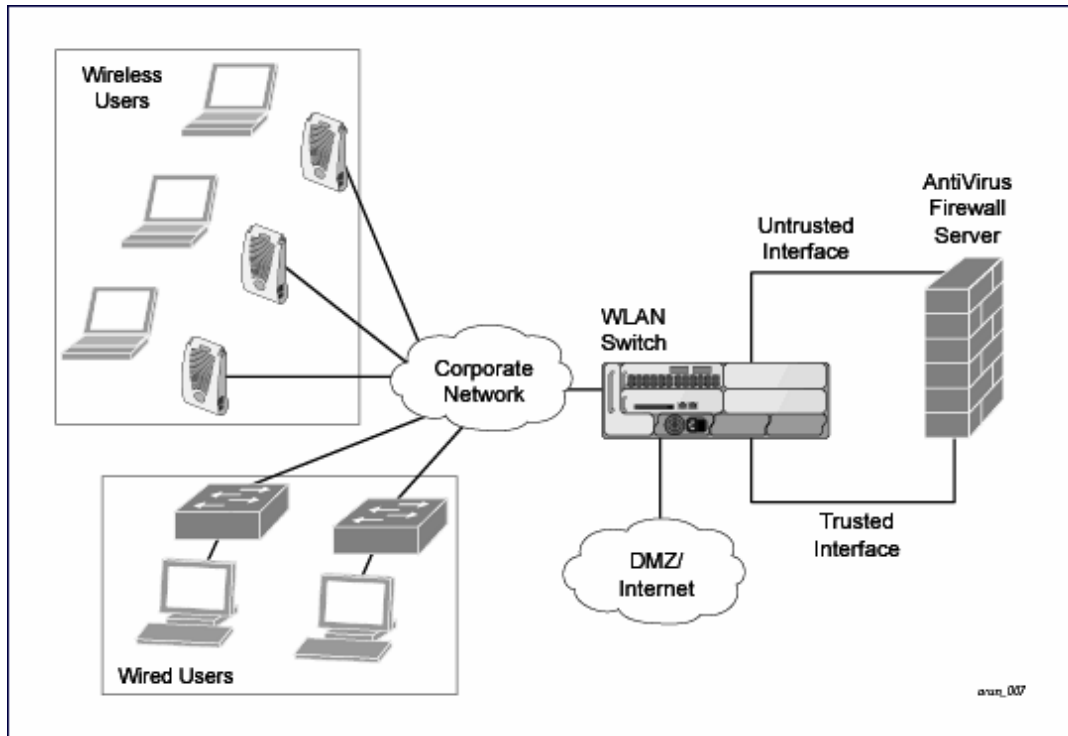 Wireless
Users
AntiVirus
Firewall
Server
Untrusted
Interface
WLAN
Switch
Corporate
Network
Trusted
Interface
DMZ/
Internet
Wired Users
arun_007